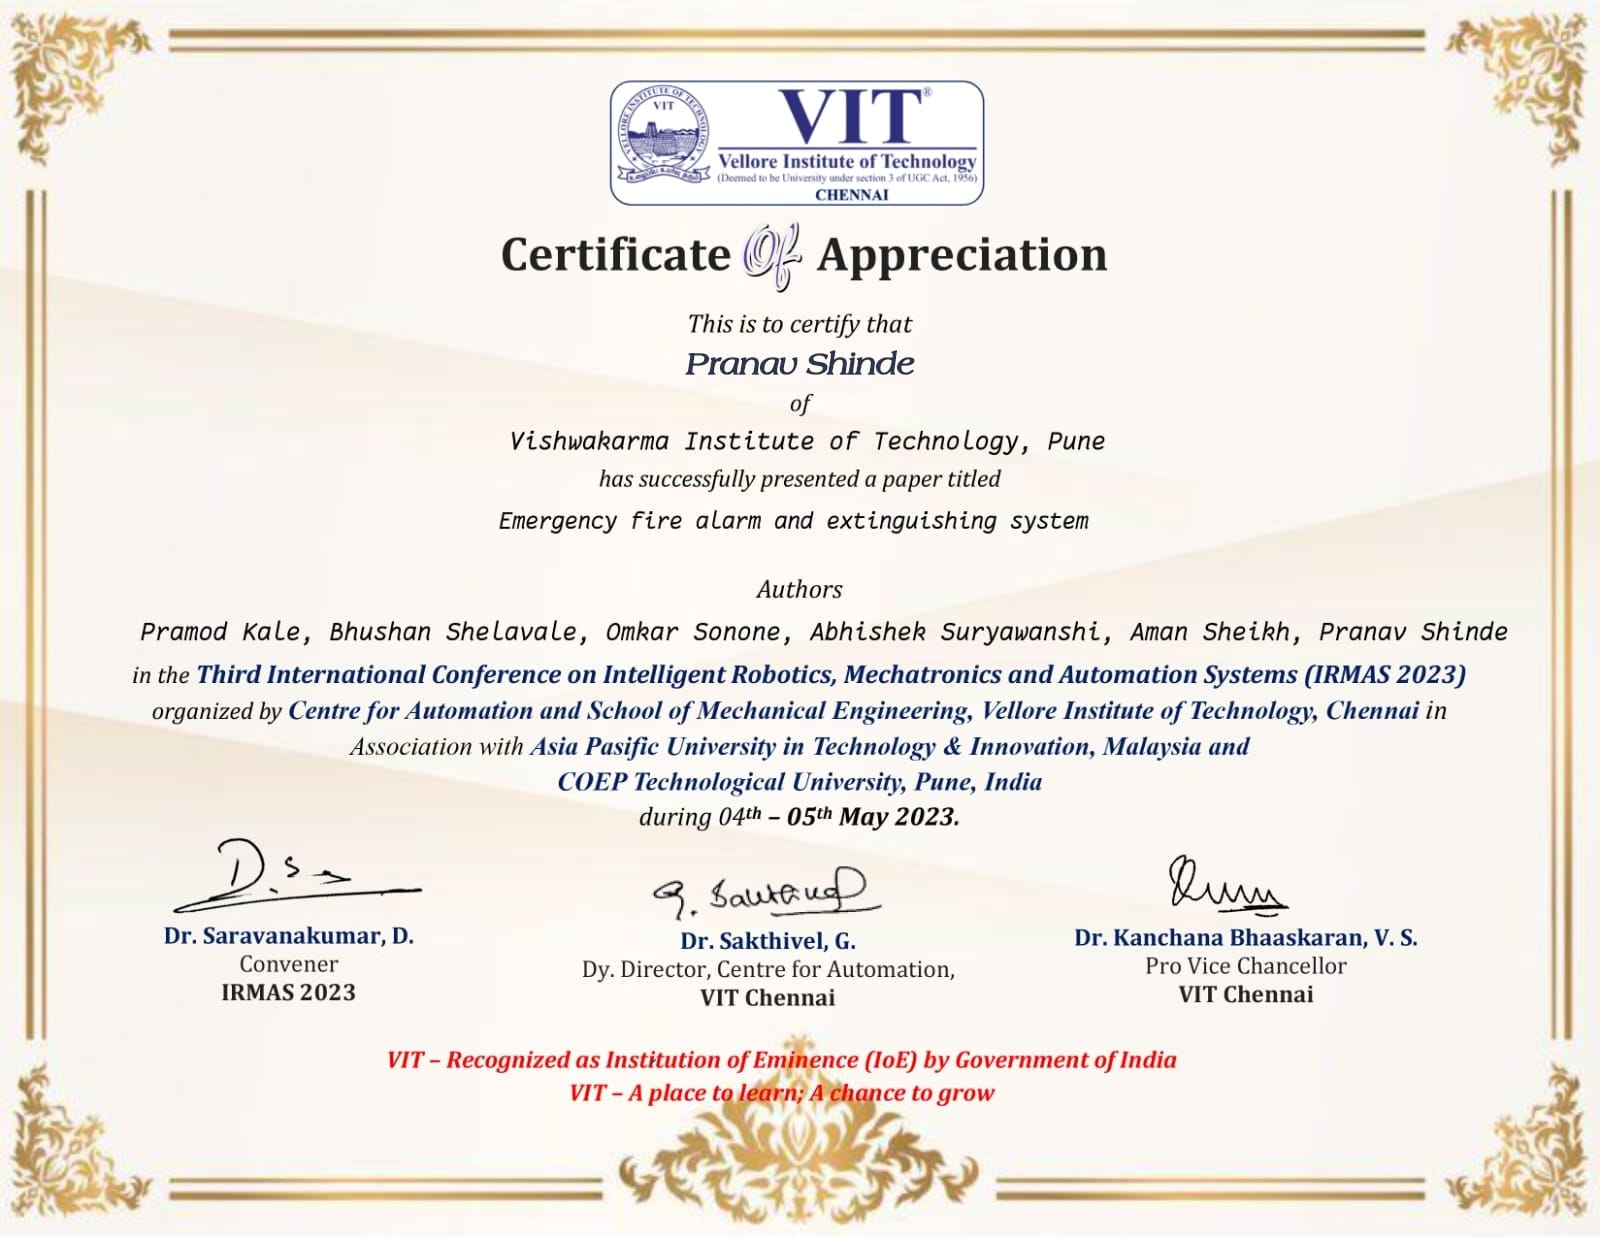 VELLORE INSTITUTE OF TECHNOLOGY
VIT
VIT®
Vellore Institute of Technology
(Deemed to be University under section 3 of UGC Act, 1956)
CHENNAI
Certificate Of Appreciation
This is to certify that
Pranav Shinde
of
Vishwakarma Institute of Technology, Pune
has successfully presented a paper titled
Emergency fire alarm and extinguishing system
Authors
Pramod Kale, Bhushan Shelavale, Omkar Sonone, Abhishek Suryawanshi, Aman Sheikh, Pranav Shinde
in the Third International Conference on Intelligent Robotics, Mechatronics and Automation Systems (IRMAS 2023)
organized by Centre for Automation and School of Mechanical Engineering, Vellore Institute of Technology, Chennai in
Association with Asia Pasific University in Technology & Innovation, Malaysia and
COEP Technological University, Pune, India
during 04th – 05th May 2023.
Dr. Saravanakumar, D.
Convener
IRMAS 2023
Dr. Sakthivel, G.
Dy. Director, Centre for Automation,
VIT Chennai
Dr. Kanchana Bhaaskaran, V. S.
Pro Vice Chancellor
VIT Chennai
VIT – Recognized as Institution of Eminence (IoE) by Government of India
VIT – A place to learn; A chance to grow